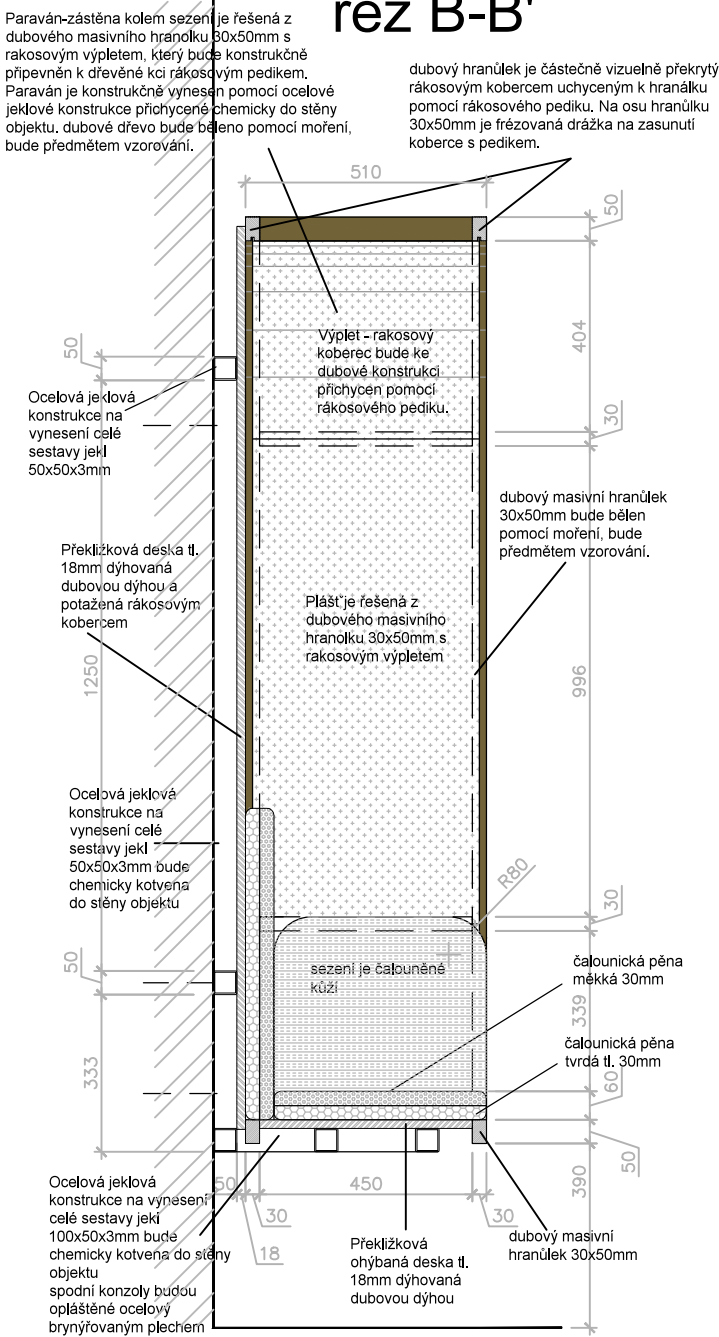 řez B-B'
Paraván-zástěna kolem sezení je řešená z
dubového masivního hranolku 30x50mm s
rakosovým výpletem, který bude konstrukčně
připevněn k dřevěné kci rákosovým pedikem.
Paraván je konstrukčně vynesen pomocí ocelové
jeklové konstrukce přichycené chemicky do stěny
objektu. dubové dřevo bude běleno pomocí moření,
bude předmětem vzorování.
dubový hranůlek je částečně vizuelně překrytý
rákosovým kobercem uchyceným k hranálku
pomocí rákosového pediku. Na osu hranůlku
30x50mm je frézovaná drážka na zasunutí
koberce s pedikem.
510
50
404
30
Výplet - rakosový
koberec bude ke
dubové konstrukci
přichycen pomocí
rákosového pediku.
50
Ocelová jeklová
konstrukce na
vynesení celé
sestavy jekl
50x50x3mm
dubový masivní hranůlek
30x50mm bude bělen
pomocí moření, bude
předmětem vzorování.
Překližková deska tl.
18mm dýhovaná
dubovou dýhou a
potažená rákosovým
kobercem
Plášť je řešená z
dubového masivního
hranolku 30x50mm s
rakosovým výpletem
1250
996
Ocelová jeklová
konstrukce na
vynesení celé
sestavy jekl
50x50x3mm bude
chemicky kotvena
do stěny objektu
R80
30
50
sezení je čalouněné
kůží
čalounická pěna
měkká 30mm
339
čalounická pěna
tvrdá tl. 30mm
333
60
50
390
50
450
30
30
18
Ocelová jeklová
konstrukce na vynesení
celé sestavy jekl
100x50x3mm bude
chemicky kotvena do stěny
objektu
spodní konzoly budou
opláštěné ocelový
brynýřovaným plechem
Překližková
ohýbaná deska tl.
18mm dýhovaná
dubovou dýhou
dubový masivní
hranůlek 30x50mm